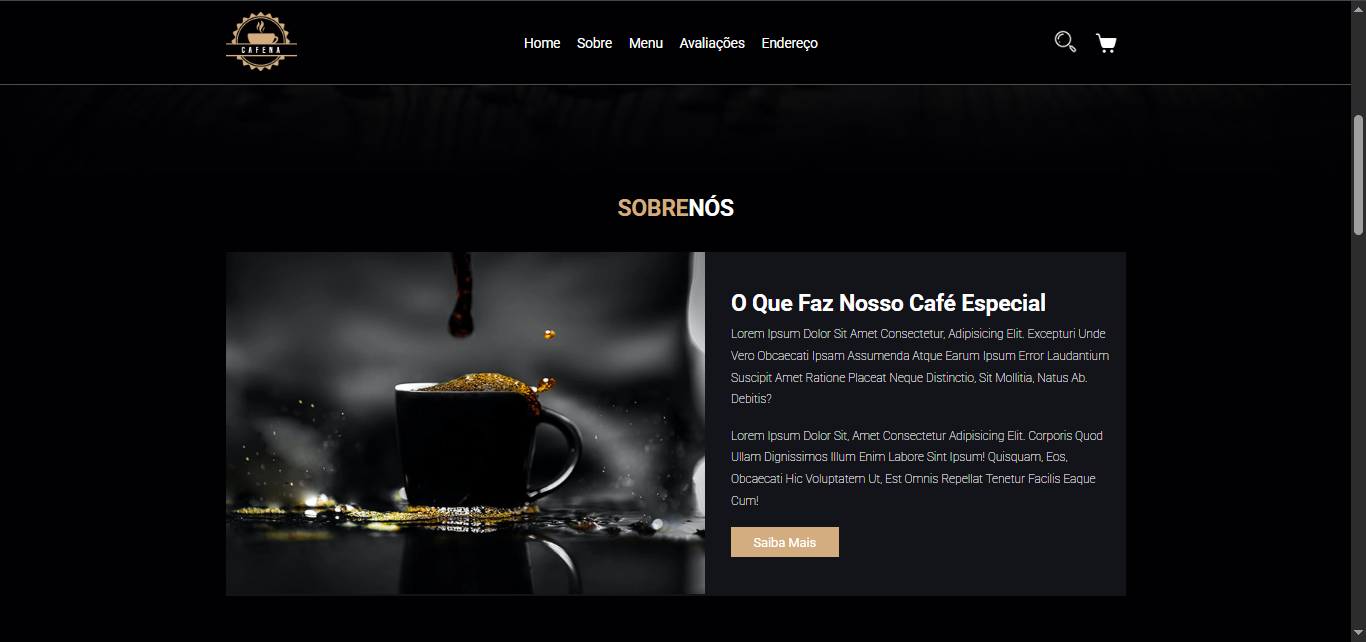 CAFENA
Home Sobre Menu Avaliações Endereço
SOBRENÓS
O Que Faz Nosso Café Especial
Lorem Ipsum Dolor Sit Amet Consectetur, Adipisicing Elit. Excepturi Unde
Vero Obcaecati Ipsam Assumenda Atque Earum Ipsum Error Laudantium
Suscipit Amet Ratione Placeat Neque Distinctio, Sit Mollitia, Natus Ab.
Debitis?
Lorem Ipsum Dolor Sit, Amet Consectetur Adipisicing Elit. Corporis Quod
Ullam Dignissimos Illum Enim Labore Sint Ipsum! Quisquam, Eos,
Obcaecati Hic Voluptatem Ut, Est Omnis Repellat Tenetur Facilis Eaque
Cum!
Saiba Mais